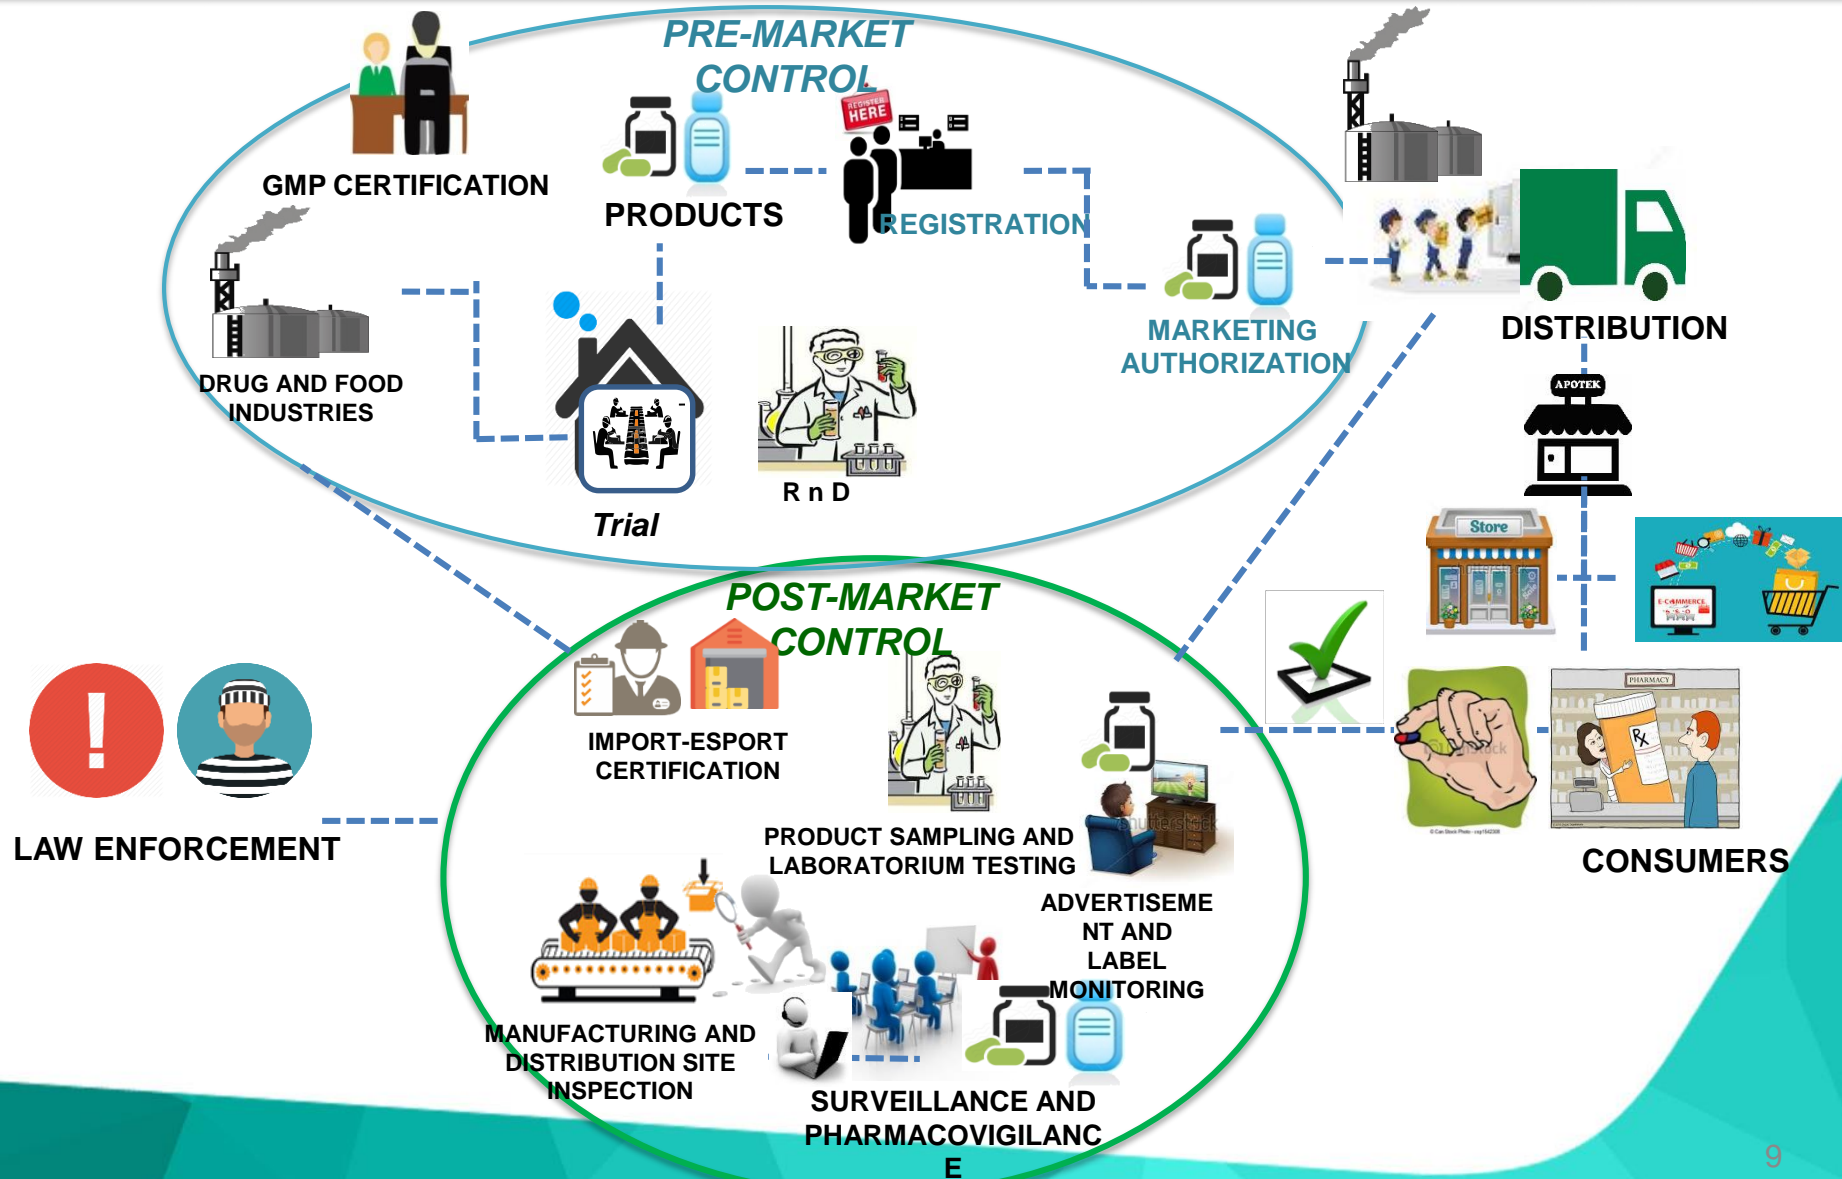 PRE-MARKET
CONTROL
REGISTER
HERE
GMP CERTIFICATION
PRODUCTS
REGISTRATION
MARKETING
AUTHORIZATION
DISTRIBUTION
DRUG AND FOOD
INDUSTRIES
APOTEK
R n D
Trial
Store
E-COMMERCE
POST-MARKET
CONTROL
PHARMACY
Rx
IMPORT-ESPORT
CERTIFICATION
PRODUCT SAMPLING AND
LABORATORIUM TESTING
LAW ENFORCEMENT
CONSUMERS
ADVERTISEME
NT AND
LABEL
MONITORING
MANUFACTURING AND
DISTRIBUTION SITE
INSPECTION
SURVEILLANCE AND
PHARMACOVIGILANC
E
9